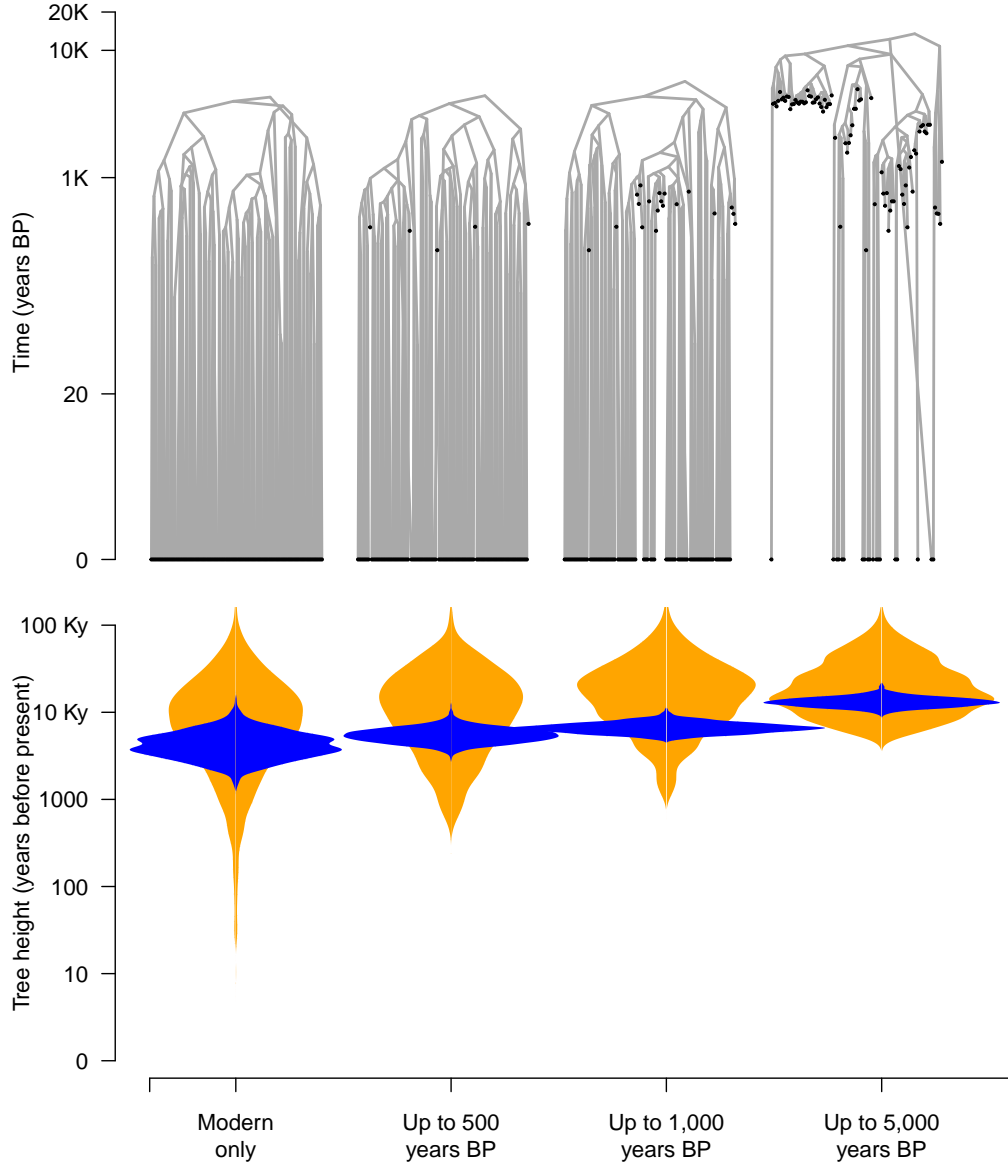 20K
10K
1K
20
0
Time (years BP)
100 Ky
10 Ky
1000
100
10
0
Tree height (years before present)
Modern
only
Up to 500
years BP
Up to 1,000
years BP
Up to 5,000
years BP